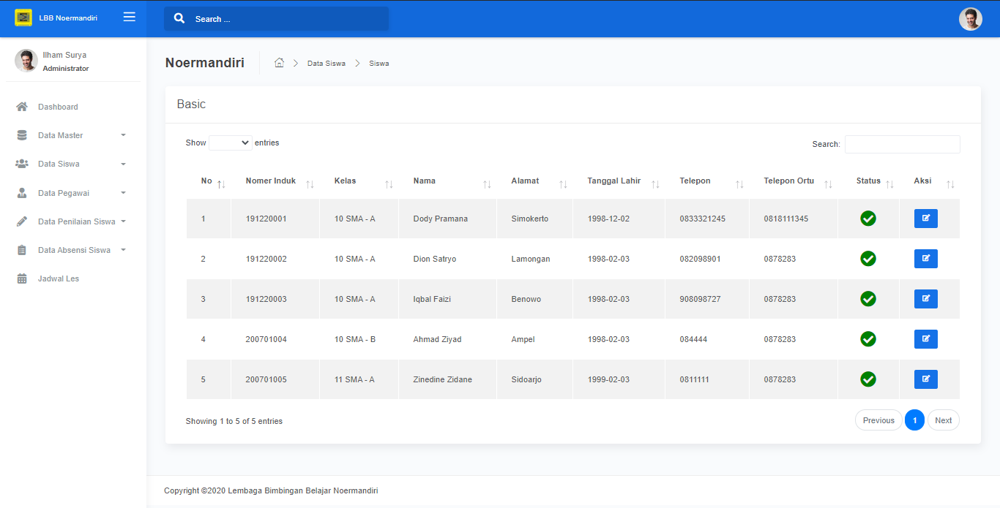 LBB Noermandiri
Search ...
Ilham Surya
Administrator
Dashboard
Data Master
Data Siswa
Data Pegawai
Data Penilaian Siswa
Data Absensi Siswa
Jadwal Les
Noermandiri Data Siswa Siswa
Basic
Show entries Search:
No Nomer Induk Kelas Nama Alamat Tanggal Lahir Telepon Telepon Ortu Status Aksi
1 191220001 10 SMA - A Dody Pramana Simokerto 1998-12-02 0833321245 0818111345
2 191220002 10 SMA - A Dion Satryo Lamongan 1998-02-03 082098901 0878283
3 191220003 10 SMA - A Iqbal Faizi Benowo 1998-02-03 908098727 0878283
4 200701004 10 SMA - B Ahmad Ziyad Ampel 1998-02-03 084444 0878283
5 200701005 11 SMA - A Zinedine Zidane Sidoarjo 1999-02-03 0811111 0878283
Showing 1 to 5 of 5 entries Previous 1 Next
Copyright ©2020 Lembaga Bimbingan Belajar Noermandiri